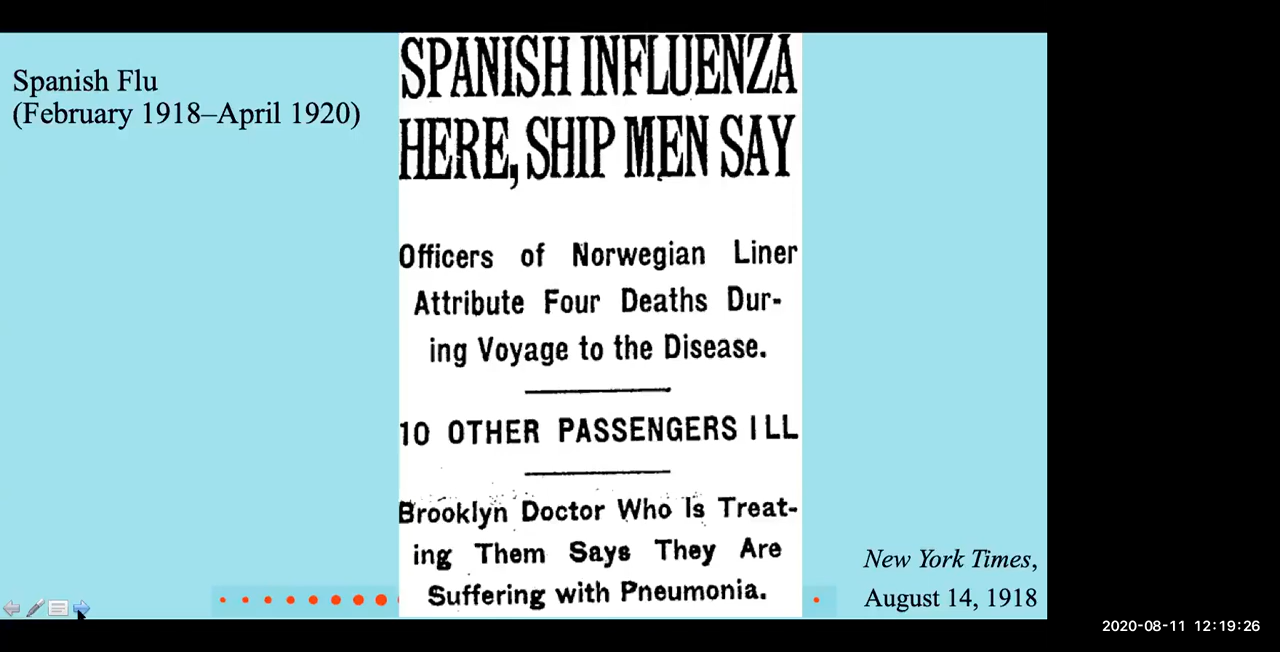 Spanish Flu
(February 1918–April 1920)
SPANISH INFLUENZA
HERE, SHIP MEN SAY
Officers of Norwegian Liner
Attribute Four Deaths Dur-
ing Voyage to the Disease.
10 OTHER PASSENGERS ILL
Brooklyn Doctor Who Is Treat-
ing Them Says They Are
Suffering with Pneumonia.
New York Times,
August 14, 1918
2020-08-11 12:19:26